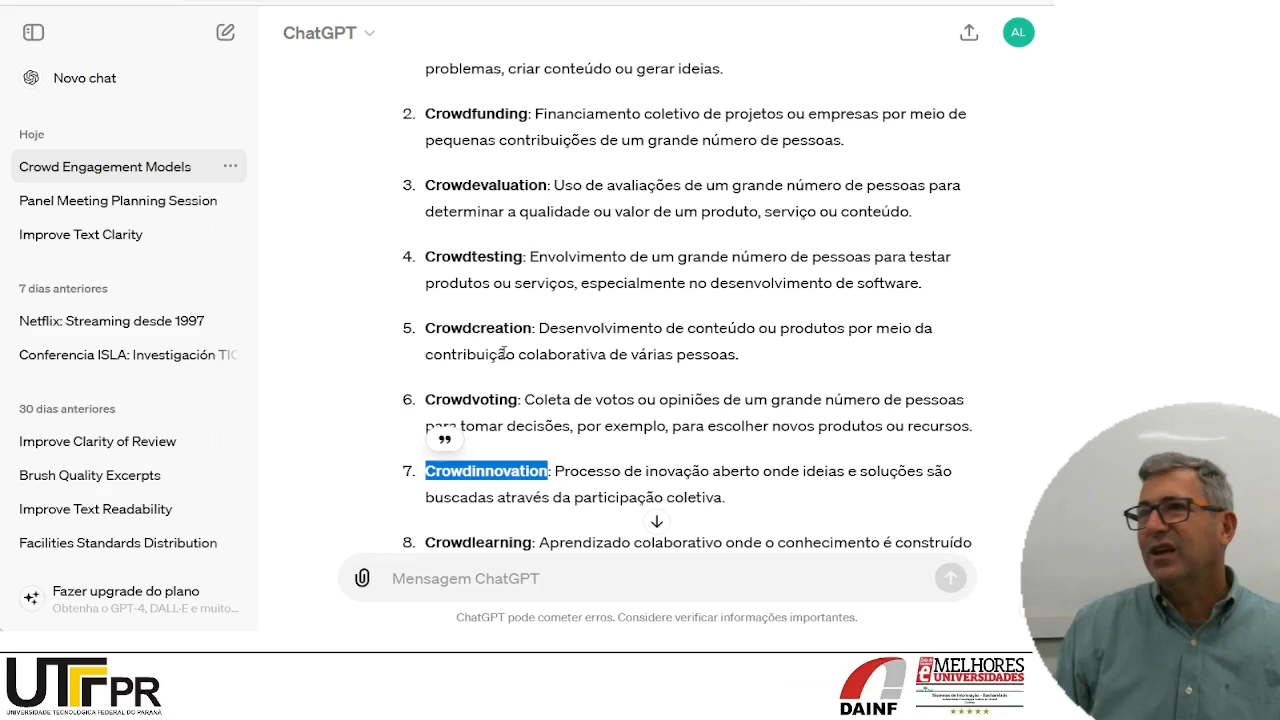 ChatGPT
AL
Novo chat
Hoje
Crowd Engagement Models
Panel Meeting Planning Session
Improve Text Clarity
7 dias anteriores
Netflix: Streaming desde 1997
Conferencia ISLA: Investigación TIC
30 dias anteriores
Improve Clarity of Review
Brush Quality Excerpts
Improve Text Readability
Facilities Standards Distribution
Fazer upgrade do plano
Obtenha o GPT-4, DALL·E e muito...
problemas, criar conteúdo ou gerar ideias.
2. Crowdfunding: Financiamento coletivo de projetos ou empresas por meio de
pequenas contribuições de um grande número de pessoas.
3. Crowdevaluation: Uso de avaliações de um grande número de pessoas para
determinar a qualidade ou valor de um produto, serviço ou conteúdo.
4. Crowdtesting: Envolvimento de um grande número de pessoas para testar
produtos ou serviços, especialmente no desenvolvimento de software.
5. Crowdcreation: Desenvolvimento de conteúdo ou produtos por meio da
contribuição colaborativa de várias pessoas.
6. Crowdvoting: Coleta de votos ou opiniões de um grande número de pessoas
para tomar decisões, por exemplo, para escolher novos produtos ou recursos.
7. Crowdinnovation: Processo de inovação aberto onde ideias e soluções são
buscadas através da participação coletiva.
8. Crowdlearning: Aprendizado colaborativo onde o conhecimento é construído
Mensagem ChatGPT
ChatGPT pode cometer erros. Considere verificar informações importantes.
UTFPR
UNIVERSIDADE TECNOLÓGICA FEDERAL DO PARANÁ
DAINF
MELHORES
UNIVERSIDADES
Sistemas de Informação - Bacharelado